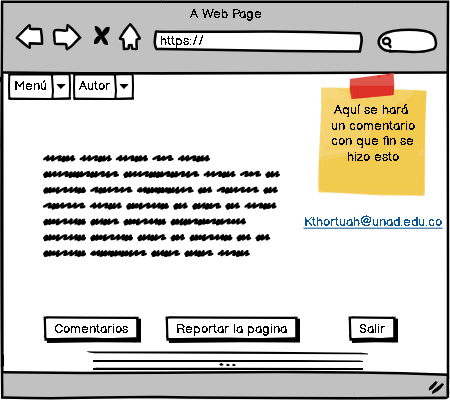 A Web Page
https://
Menú
Autor
Aquí se hará
un comentario
con que fin se
hizo esto
Kthortuah@unad.edu.co
Comentarios
Reportar la pagina
Salir